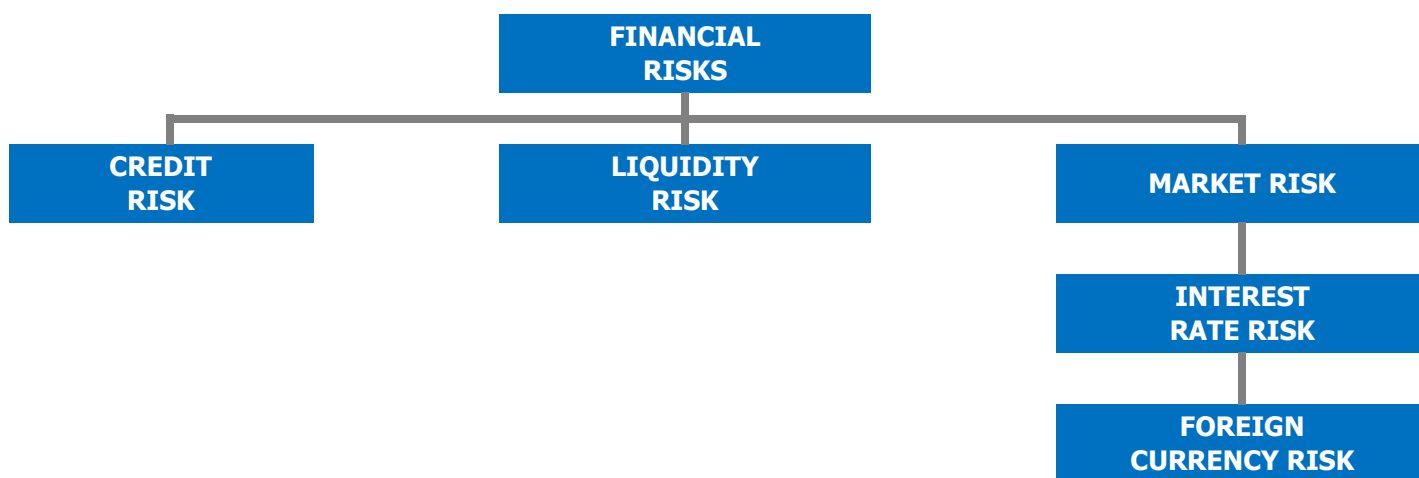 FINANCIAL
RISKS
CREDIT
RISK
LIQUIDITY
RISK
MARKET RISK
INTEREST
RATE RISK
FOREIGN
CURRENCY RISK